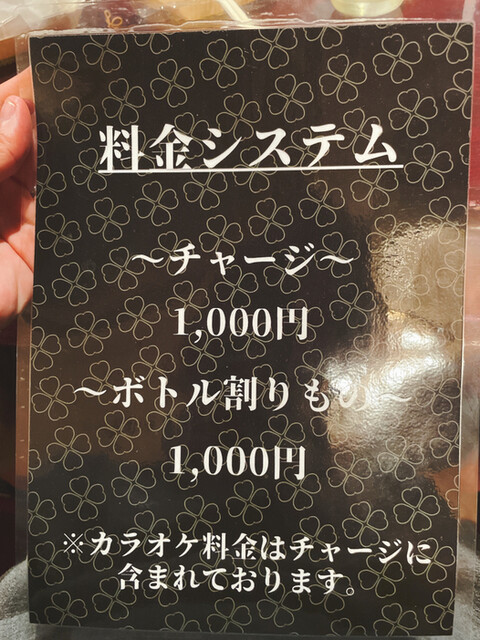 料金システム
〜チャージ〜
1,000円
〜ボトル割りもの〜
1,000円
※カラオケ料金はチャージに
含まれております。